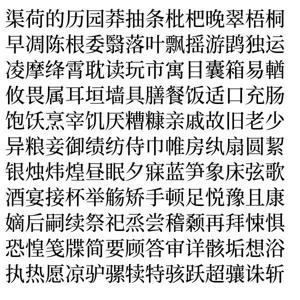 渠荷的历园莽抽条枇杷晚翠梧桐
早凋陈根委翳落叶飘摇游鹍独运
凌摩绛霄耽读玩市寓目囊箱易輶
攸畏属耳垣墙具膳餐饭适口充肠
饱饫烹宰饥厌糟糠亲戚故旧老少
异粮妾御绩纺侍巾帷房纨扇圆絜
银烛炜煌昼眠夕寐蓝笋象床弦歌
酒宴接杯举觞矫手顿足悦豫且康
嫡后嗣续祭祀烝尝稽颡再拜悚惧
恐惶笺牒简要顾答审详骸垢想浴
执热愿凉驴骡犊特骇跃超骧诛斩